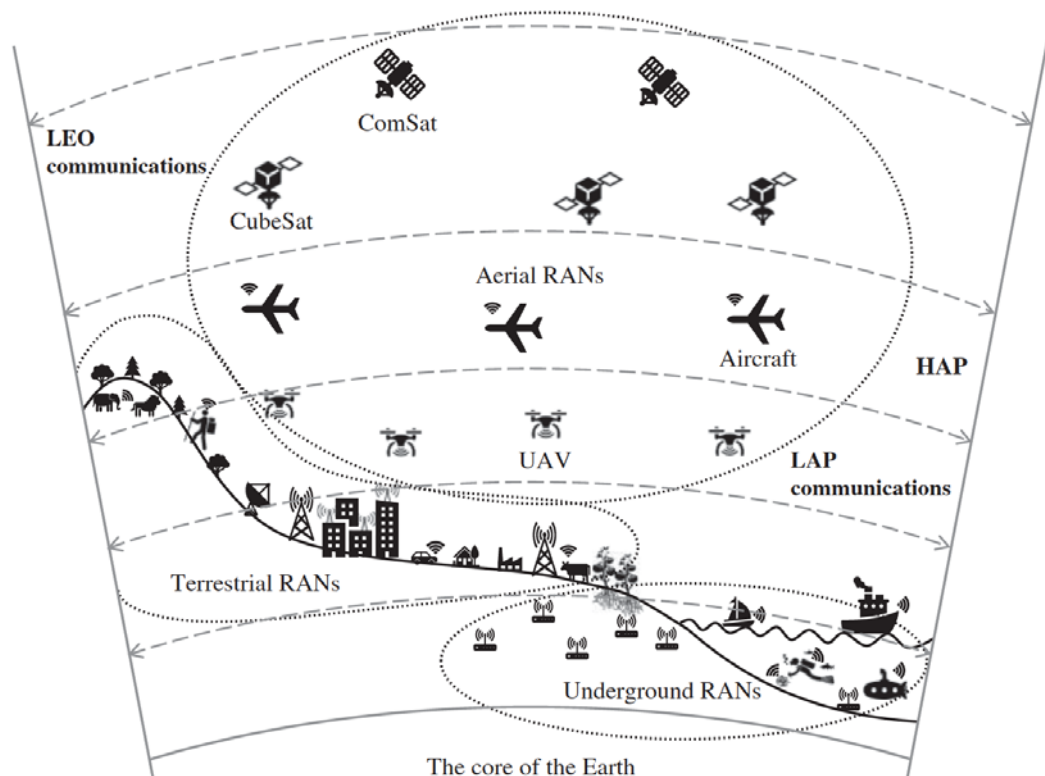 ComSat
LEO
communications
CubeSat
Aerial RANs
Aircraft
HAP
UAV
LAP
communications
Terrestrial RANs
Underground RANs
The core of the Earth